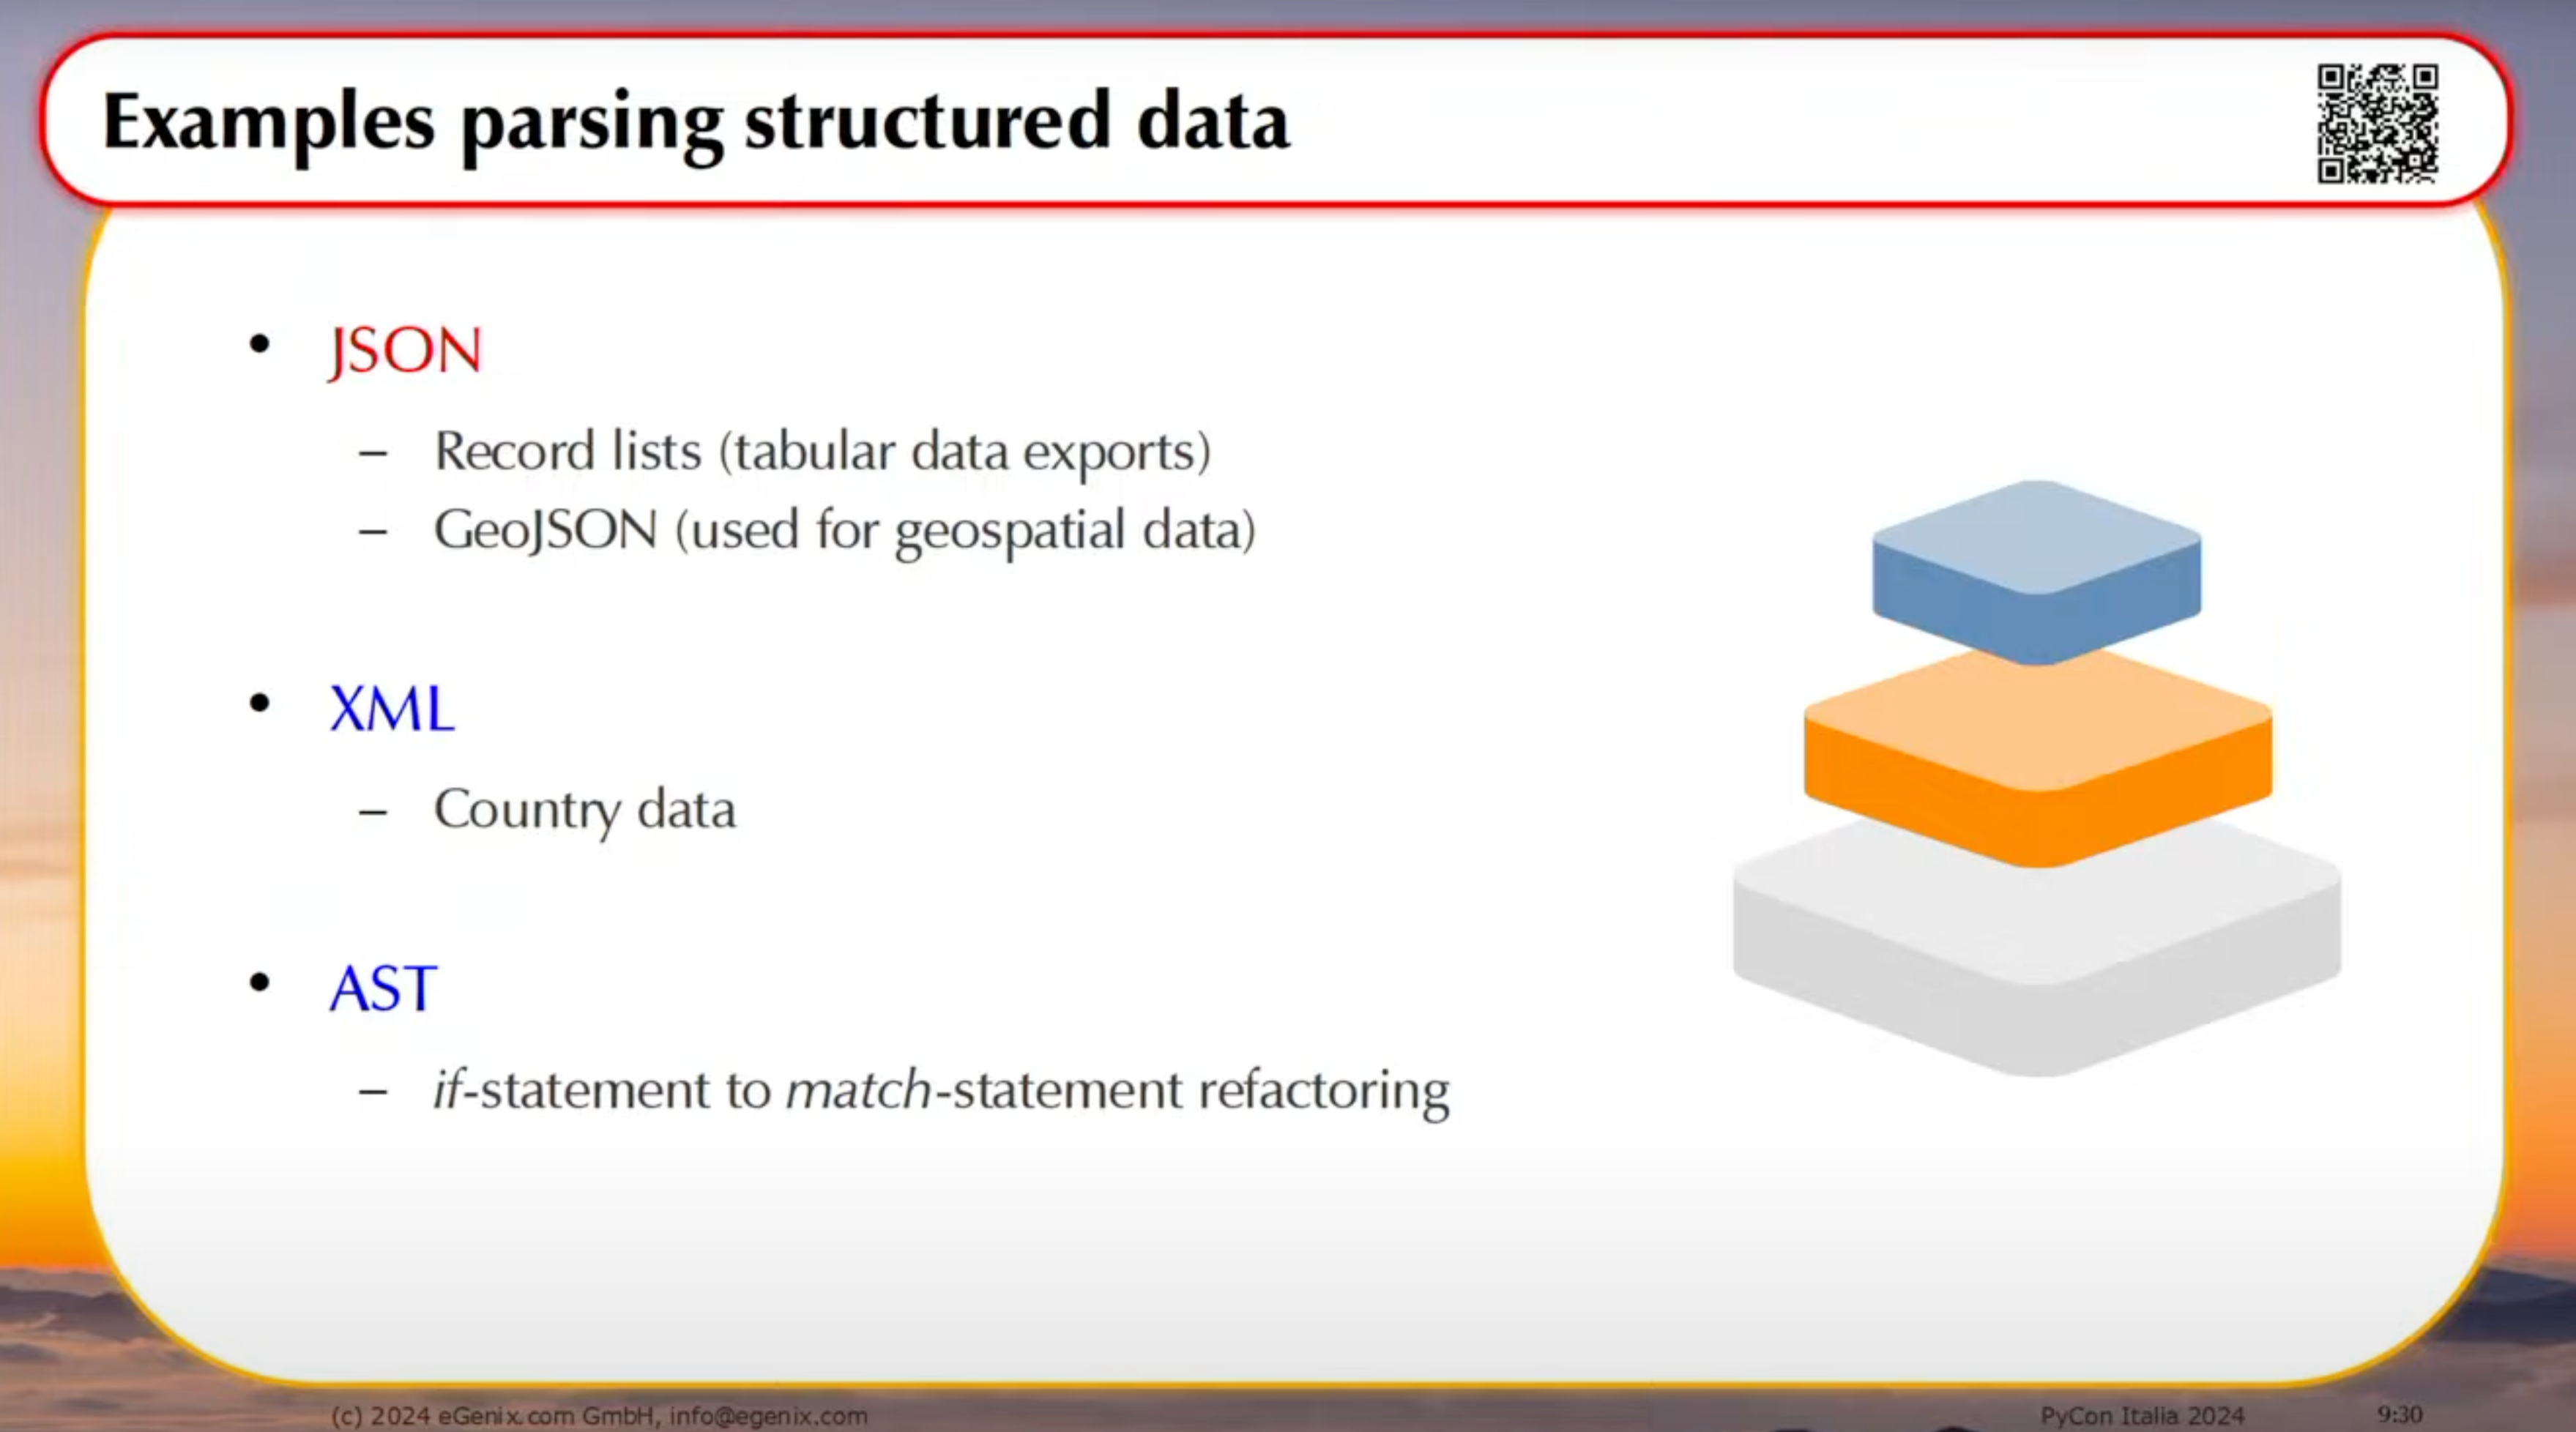 Examples parsing structured data
• JSON
– Record lists (tabular data exports)
– GeoJSON (used for geospatial data)
• XML
– Country data
• AST
– if-statement to match-statement refactoring
(c) 2024 eGenix.com GmbH, info@egenix.com
PyCon Italia 2024
9:30